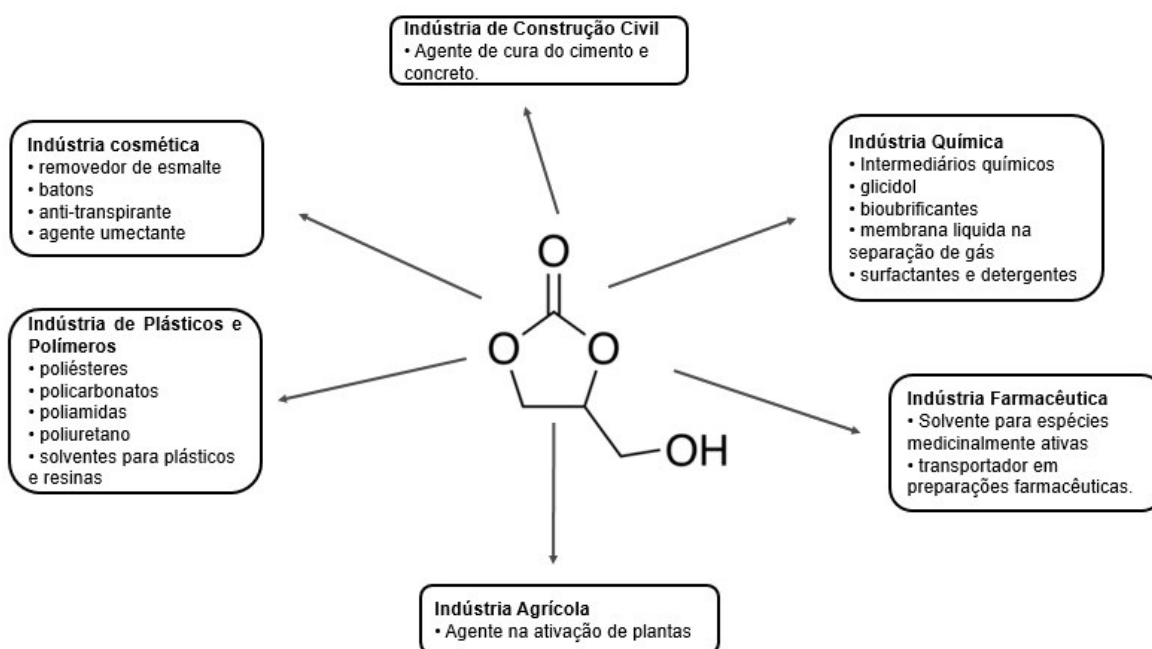 Indústria de Construção Civil
• Agente de cura do cimento e
concreto.
Indústria cosmética
• removedor de esmalte
• batons
• anti-transpirante
• agente umectante
Indústria Química
• Intermediários químicos
• glicidol
• bioubrificantes
• membrana liquida na
separação de gás
• surfactantes e detergentes
Indústria de Plásticos e
Polímeros
• poliésteres
• policarbonatos
• poliamidas
• poliuretano
• solventes para plásticos
e resinas
O
O
O
OH
Indústria Farmacêutica
• Solvente para espécies
medicinalmente ativas
• transportador em
preparações farmacêuticas.
Indústria Agrícola
• Agente na ativação de plantas